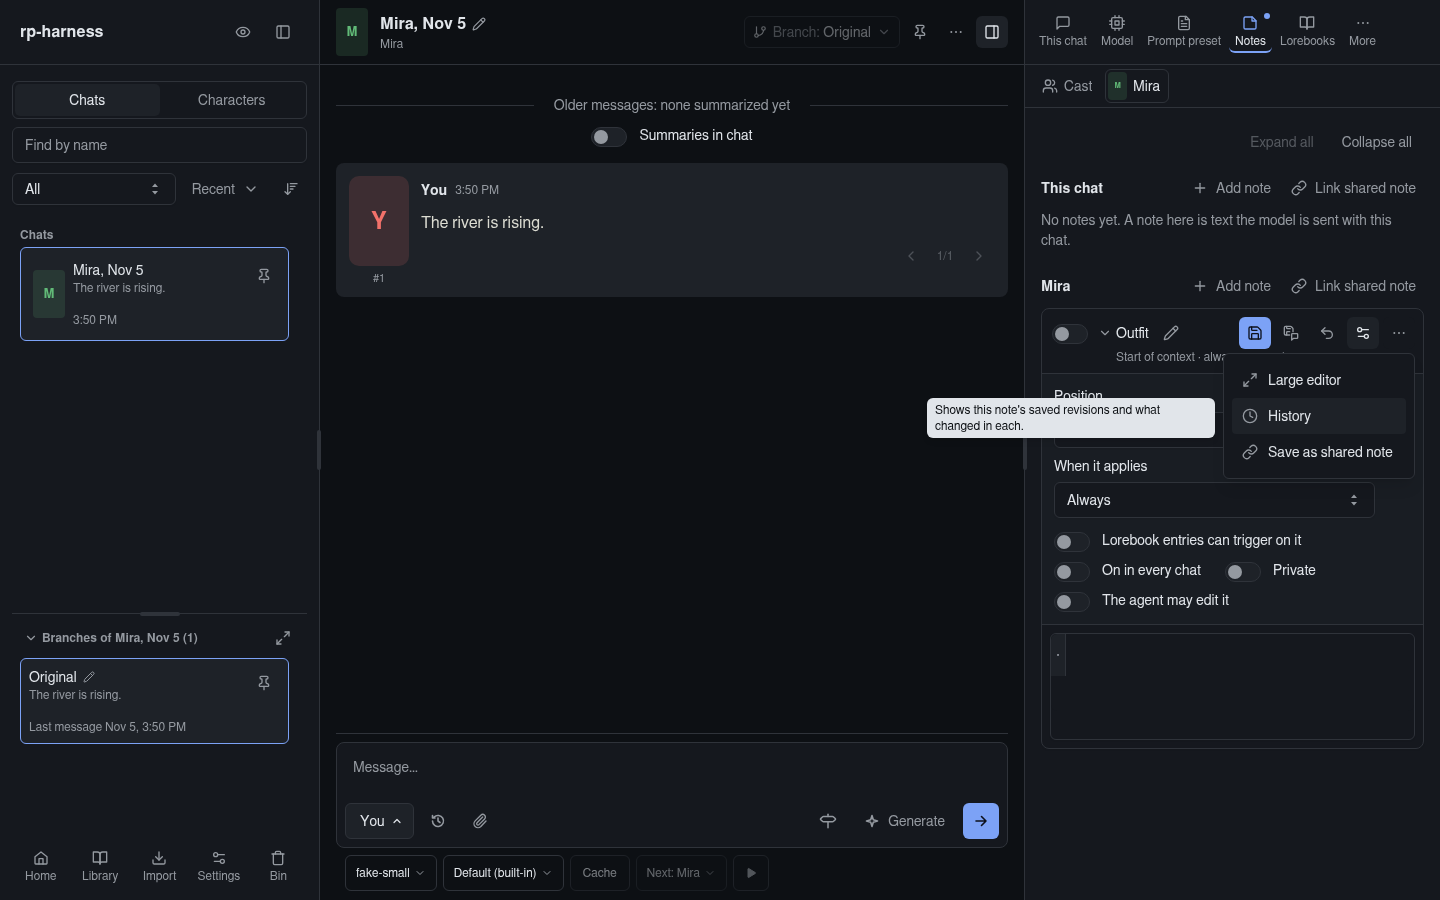 rp-harness
Chats
Characters
Find by name
All
Recent
Chats
M
Mira, Nov 5
The river is rising.
3:50 PM
Branches of Mira, Nov 5 (1)
Original
The river is rising.
Last message Nov 5, 3:50 PM
Home
Library
Import
Settings
Bin
M
Mira, Nov 5
Mira
Branch: Original
Older messages: none summarized yet
Summaries in chat
Y
You 3:50 PM
The river is rising.
#1
1/1
Message...
You
Generate
fake-small
Default (built-in)
Cache
Next: Mira
This chat
Model
Prompt preset
Notes
Lorebooks
More
Cast
M
Mira
Expand all
Collapse all
This chat
Add note
Link shared note
No notes yet. A note here is text the model is sent with this
chat.
Mira
Add note
Link shared note
Outfit
Start of context ·
Position
Large editor
History
Save as shared note
Shows this note's saved revisions and what
changed in each.
When it applies
Always
Lorebook entries can trigger on it
On in every chat
Private
The agent may edit it